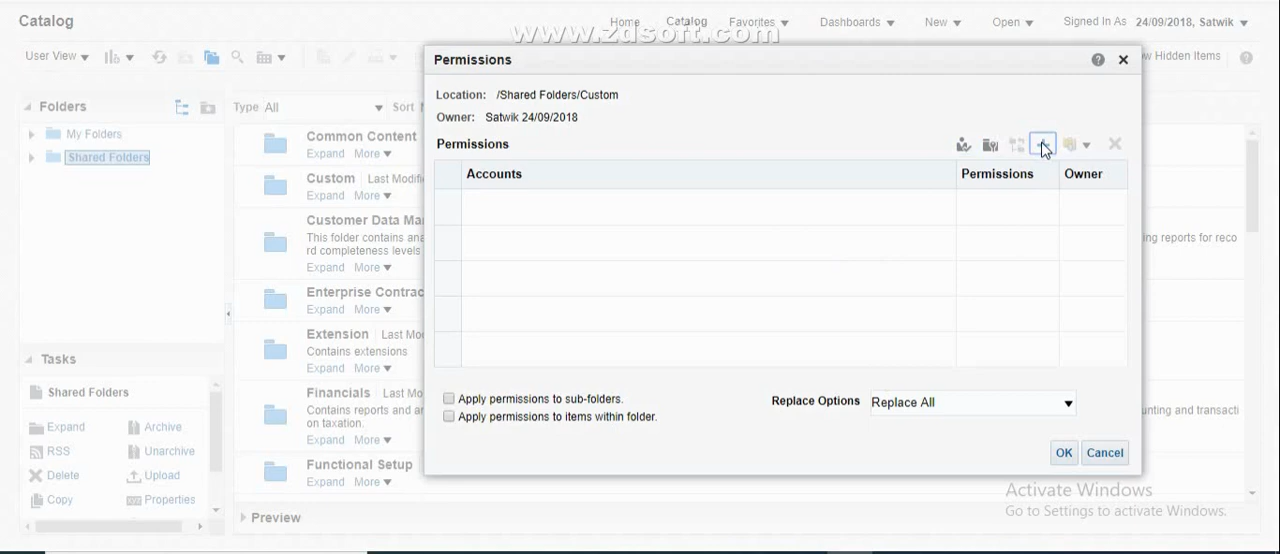 Catalog
Home Catalog Favorites Dashboards New Open Signed In As 24/09/2018, Satwik
www.zdsoft.com
User View
w Hidden Items
Folders
My Folders
Shared Folders
Type All Sort
Common Content
Expand More
Custom Last Modifi
Expand More
Customer Data Ma
This folder contains ana
ing reports for reco
rd completeness levels
Expand More
Enterprise Contrac
Expand More
Extension Last Mo
Contains extensions
Expand More
Financials Last Mo
Contains reports and an
unting and transacti
on taxation.
Expand More
Functional Setup
Expand More
Tasks
Shared Folders
Expand Archive
RSS Unarchive
Delete Upload
Copy Properties
Preview
Permissions
Location: /Shared Folders/Custom
Owner: Satwik 24/09/2018
Permissions
Accounts Permissions Owner
Apply permissions to sub-folders.
Apply permissions to items within folder.
Replace Options Replace All
OK Cancel
Activate Windows
Go to Settings to activate Windows.